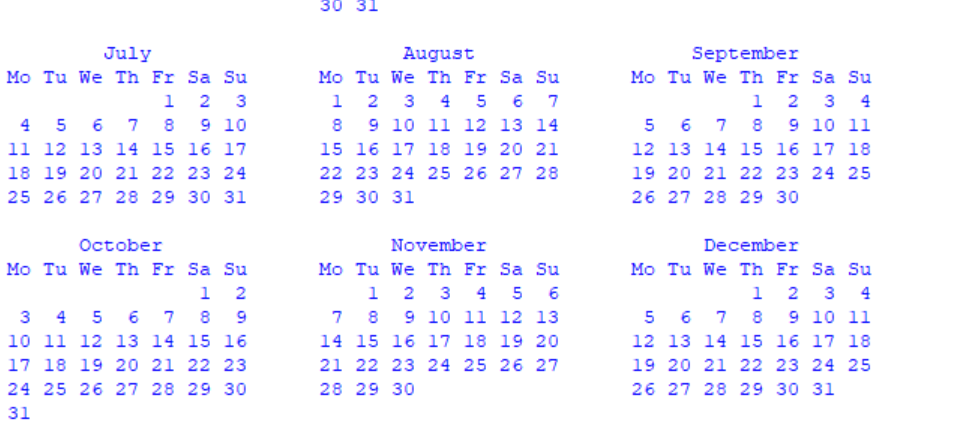 30 31

        July                    August                 September
Mo Tu We Th Fr Sa Su      Mo Tu We Th Fr Sa Su      Mo Tu We Th Fr Sa Su
             1  2  3       1  2  3  4  5  6  7                1  2  3  4
 4  5  6  7  8  9 10       8  9 10 11 12 13 14       5  6  7  8  9 10 11
11 12 13 14 15 16 17      15 16 17 18 19 20 21      12 13 14 15 16 17 18
18 19 20 21 22 23 24      22 23 24 25 26 27 28      19 20 21 22 23 24 25
25 26 27 28 29 30 31      29 30 31                  26 27 28 29 30

      October                  November                  December
Mo Tu We Th Fr Sa Su      Mo Tu We Th Fr Sa Su      Mo Tu We Th Fr Sa Su
                1  2          1  2  3  4  5  6                1  2  3  4
 3  4  5  6  7  8  9       7  8  9 10 11 12 13       5  6  7  8  9 10 11
10 11 12 13 14 15 16      14 15 16 17 18 19 20      12 13 14 15 16 17 18
17 18 19 20 21 22 23      21 22 23 24 25 26 27      19 20 21 22 23 24 25
24 25 26 27 28 29 30      28 29 30                  26 27 28 29 30 31
31